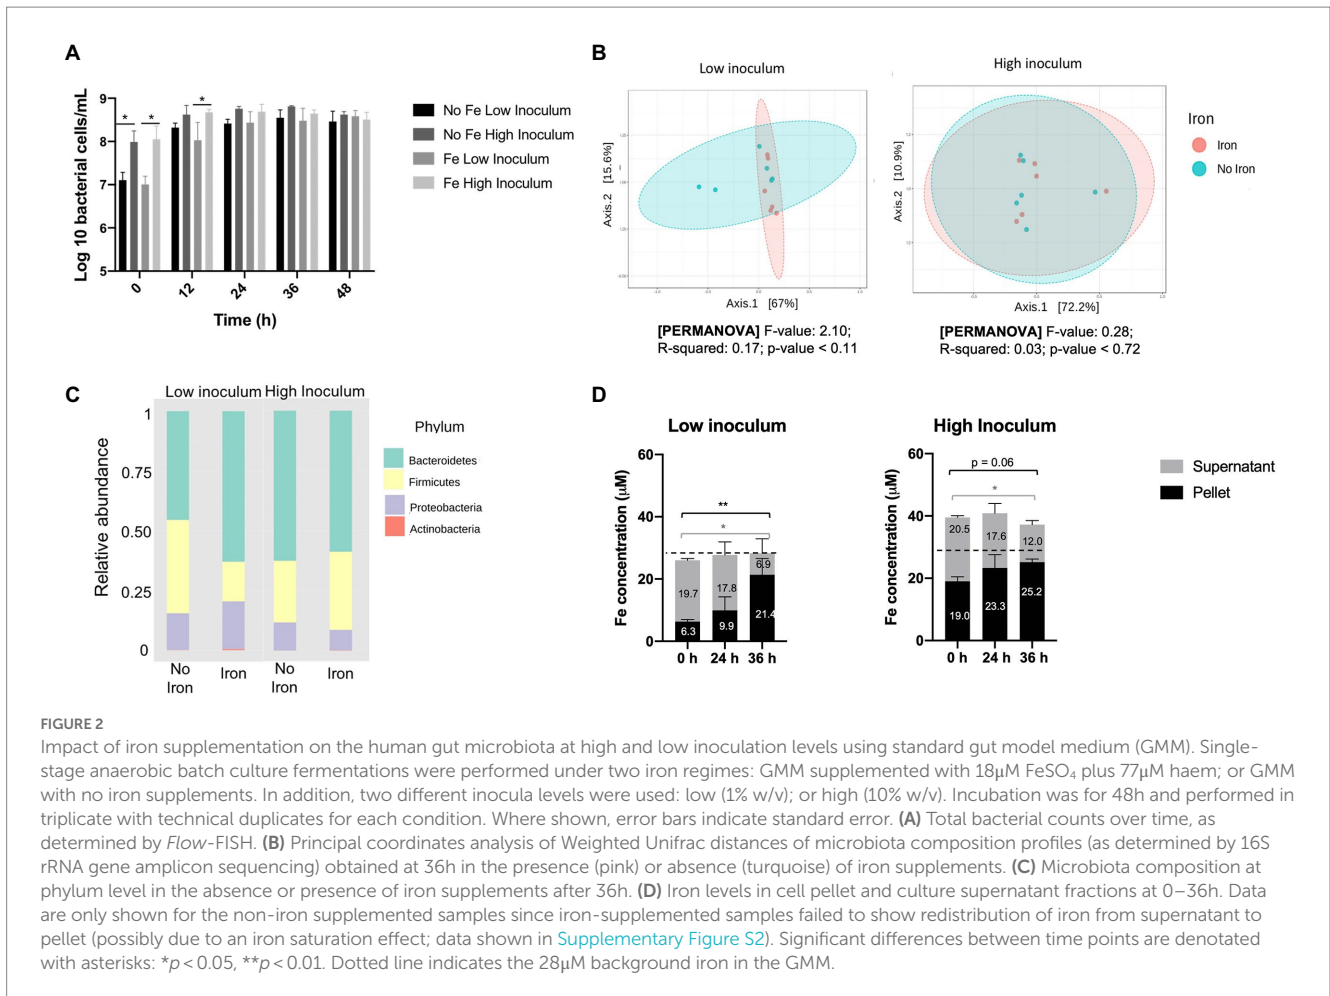 A
Log 10 bacterial cells/mL
9
8
7
6
5
*
*
*
0
12
24
36
48
Time (h)
No Fe Low Inoculum
No Fe High Inoculum
Fe Low Inoculum
Fe High Inoculum
B
Low inoculum
Axis.2 [15.6%]
Axis.1 [67%]
[PERMANOVA] F-value: 2.10;
R-squared: 0.17; p-value < 0.11
High inoculum
Axis.2 [10.9%]
Axis.1 [72.2%]
[PERMANOVA] F-value: 0.28;
R-squared: 0.03; p-value < 0.72
Iron
Iron
No Iron
C
Low inoculum High Inoculum
Relative abundance
1
0.75
0.50
0.25
0
No
Iron
Iron
No
Iron
Iron
Phylum
Bacteroidetes
Firmicutes
Proteobacteria
Actinobacteria
D
Low inoculum
Fe concentration (µM)
60
40
20
0
**
*
19.7
17.8
6.9
6.3
9.9
21.4
0 h 24 h 36 h
High Inoculum
Fe concentration (µM)
60
40
20
0
p = 0.06
*
20.5
17.6
12.0
19.0
23.3
25.2
0 h 24 h 36 h
Supernatant
Pellet
FIGURE 2
Impact of iron supplementation on the human gut microbiota at high and low inoculation levels using standard gut model medium (GMM). Single-
stage anaerobic batch culture fermentations were performed under two iron regimes: GMM supplemented with 18µM FeSO₄ plus 77µM haem; or GMM
with no iron supplements. In addition, two different inocula levels were used: low (1% w/v); or high (10% w/v). Incubation was for 48h and performed in
triplicate with technical duplicates for each condition. Where shown, error bars indicate standard error. (A) Total bacterial counts over time, as
determined by Flow-FISH. (B) Principal coordinates analysis of Weighted Unifrac distances of microbiota composition profiles (as determined by 16S
rRNA gene amplicon sequencing) obtained at 36h in the presence (pink) or absence (turquoise) of iron supplements. (C) Microbiota composition at
phylum level in the absence or presence of iron supplements after 36h. (D) Iron levels in cell pellet and culture supernatant fractions at 0–36h. Data
are only shown for the non-iron supplemented samples since iron-supplemented samples failed to show redistribution of iron from supernatant to
pellet (possibly due to an iron saturation effect; data shown in Supplementary Figure S2). Significant differences between time points are denotated
with asterisks: *p < 0.05, **p < 0.01. Dotted line indicates the 28µM background iron in the GMM.